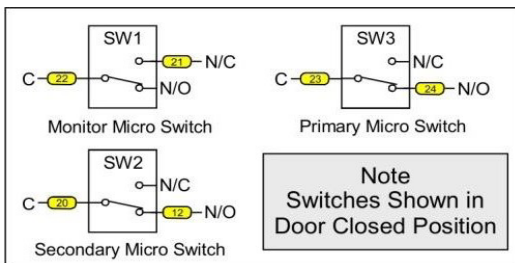 SW1
21 N/C
C 22
N/O
Monitor Micro Switch
SW3
N/C
C 23
24 N/O
Primary Micro Switch
SW2
N/C
C 20
12 N/O
Secondary Micro Switch
Note
Switches Shown in
Door Closed Position